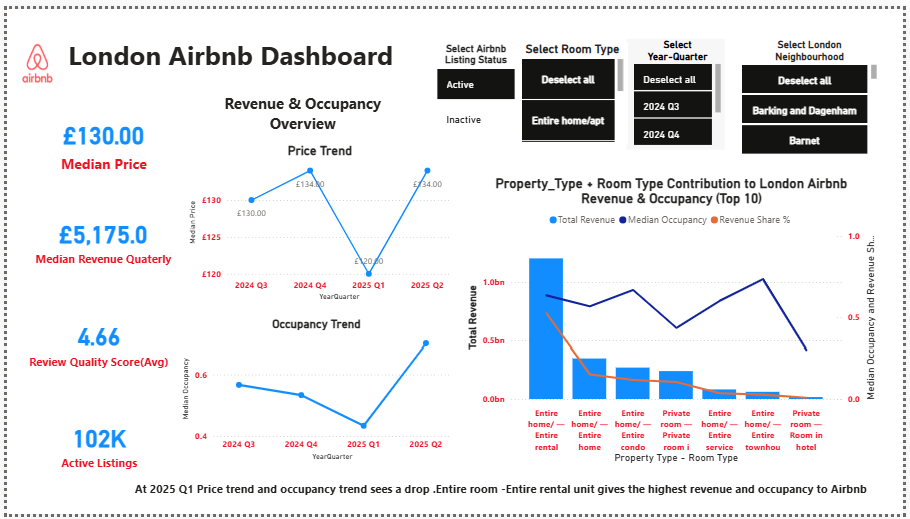 London Airbnb Dashboard
airbnb
Select Airbnb
Listing Status
Active
Inactive
Select Room Type
Deselect all
Entire home/apt
Select
Year-Quarter
Deselect all
2024 Q3
2024 Q4
Select London
Neighbourhood
Deselect all
Barking and Dagenham
Barnet
£130.00
Median Price
£5,175.0
Median Revenue Quaterly
4.66
Review Quality Score(Avg)
102K
Active Listings
Revenue & Occupancy
Overview
Price Trend
Median Price
£130
£125
£120
£130.00
£134.00
£120.00
£134.00
2024 Q3
2024 Q4
2025 Q1
2025 Q2
YearQuarter
Occupancy Trend
Median Occupancy
0.6
0.4
2024 Q3
2024 Q4
2025 Q1
2025 Q2
YearQuarter
Property_Type + Room Type Contribution to London Airbnb
Revenue & Occupancy (Top 10)
Total Revenue
Median Occupancy
Revenue Share %
Total Revenue
1.0bn
0.5bn
0.0bn
1.0
0.5
0.0
Median Occupancy and Revenue Sh...
Entire
home/ —
Entire
rental
Entire
home/ —
Entire
home
Entire
home/ —
Entire
condo
Private
room —
Private
room i
Entire
home/ —
Entire
service
Entire
home/ —
Entire
townhou
Private
room —
Room in
hotel
Property Type - Room Type
At 2025 Q1 Price trend and occupancy trend sees a drop .Entire room -Entire rental unit gives the highest revenue and occupancy to Airbnb